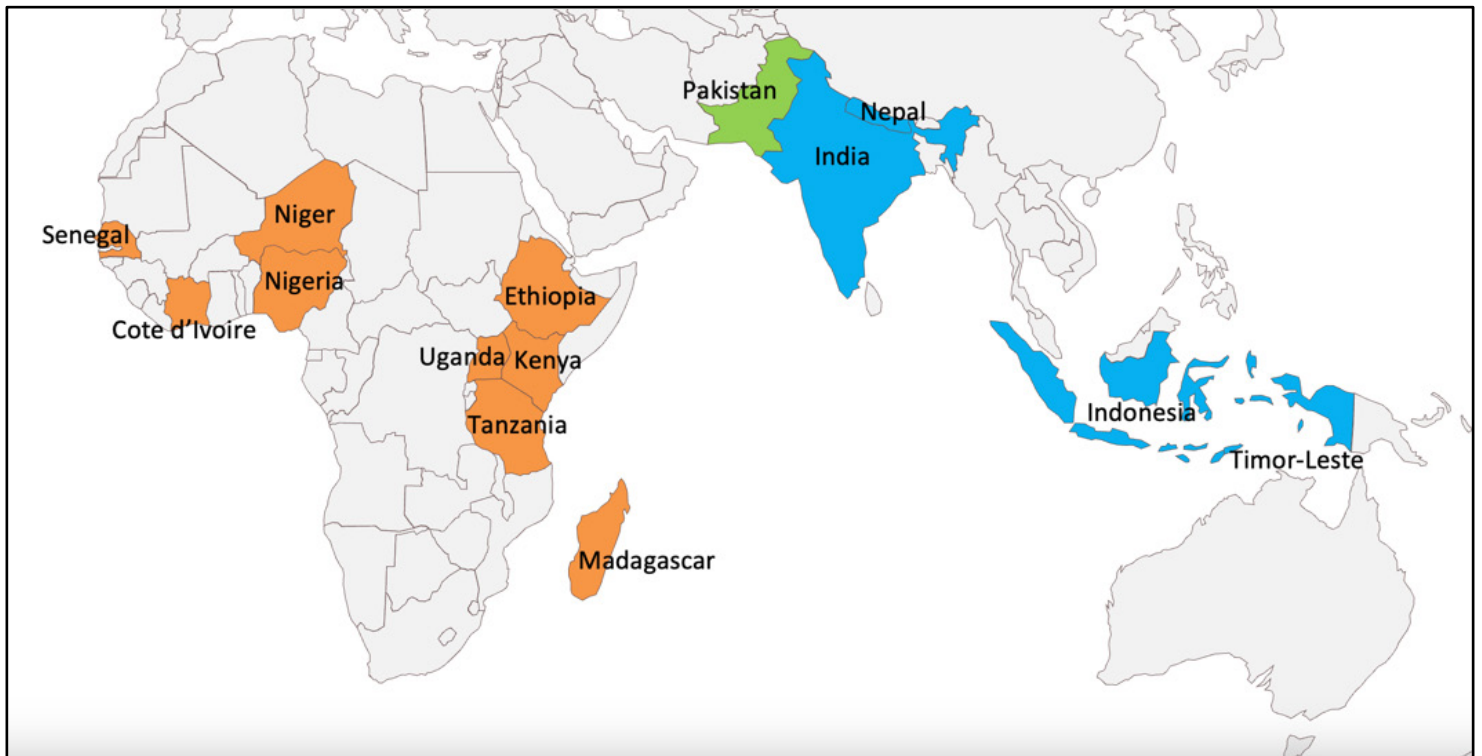 Pakistan
Nepal
India
Niger
Senegal
Nigeria
Ethiopia
Cote d’Ivoire
Uganda
Kenya
Indonesia
Tanzania
Timor-Leste
Madagascar